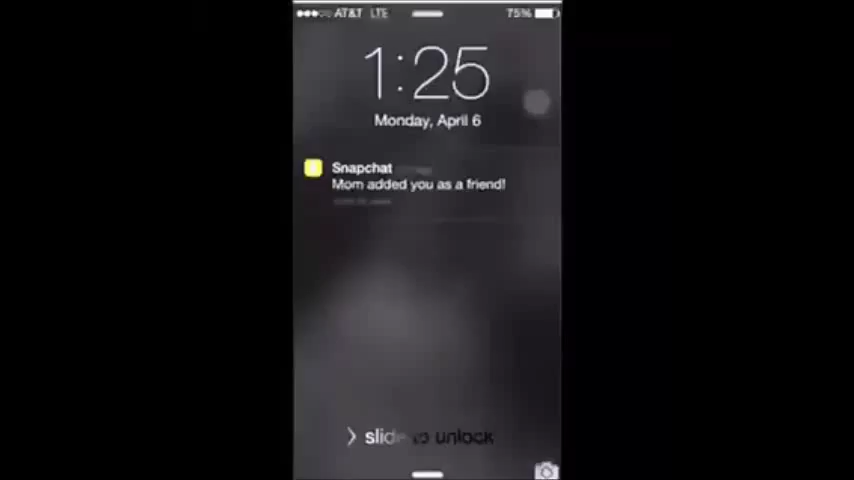 AT&T LTE 75%
1:25
Monday, April 6
Snapchat
Mom added you as a friend!
slide to unlock